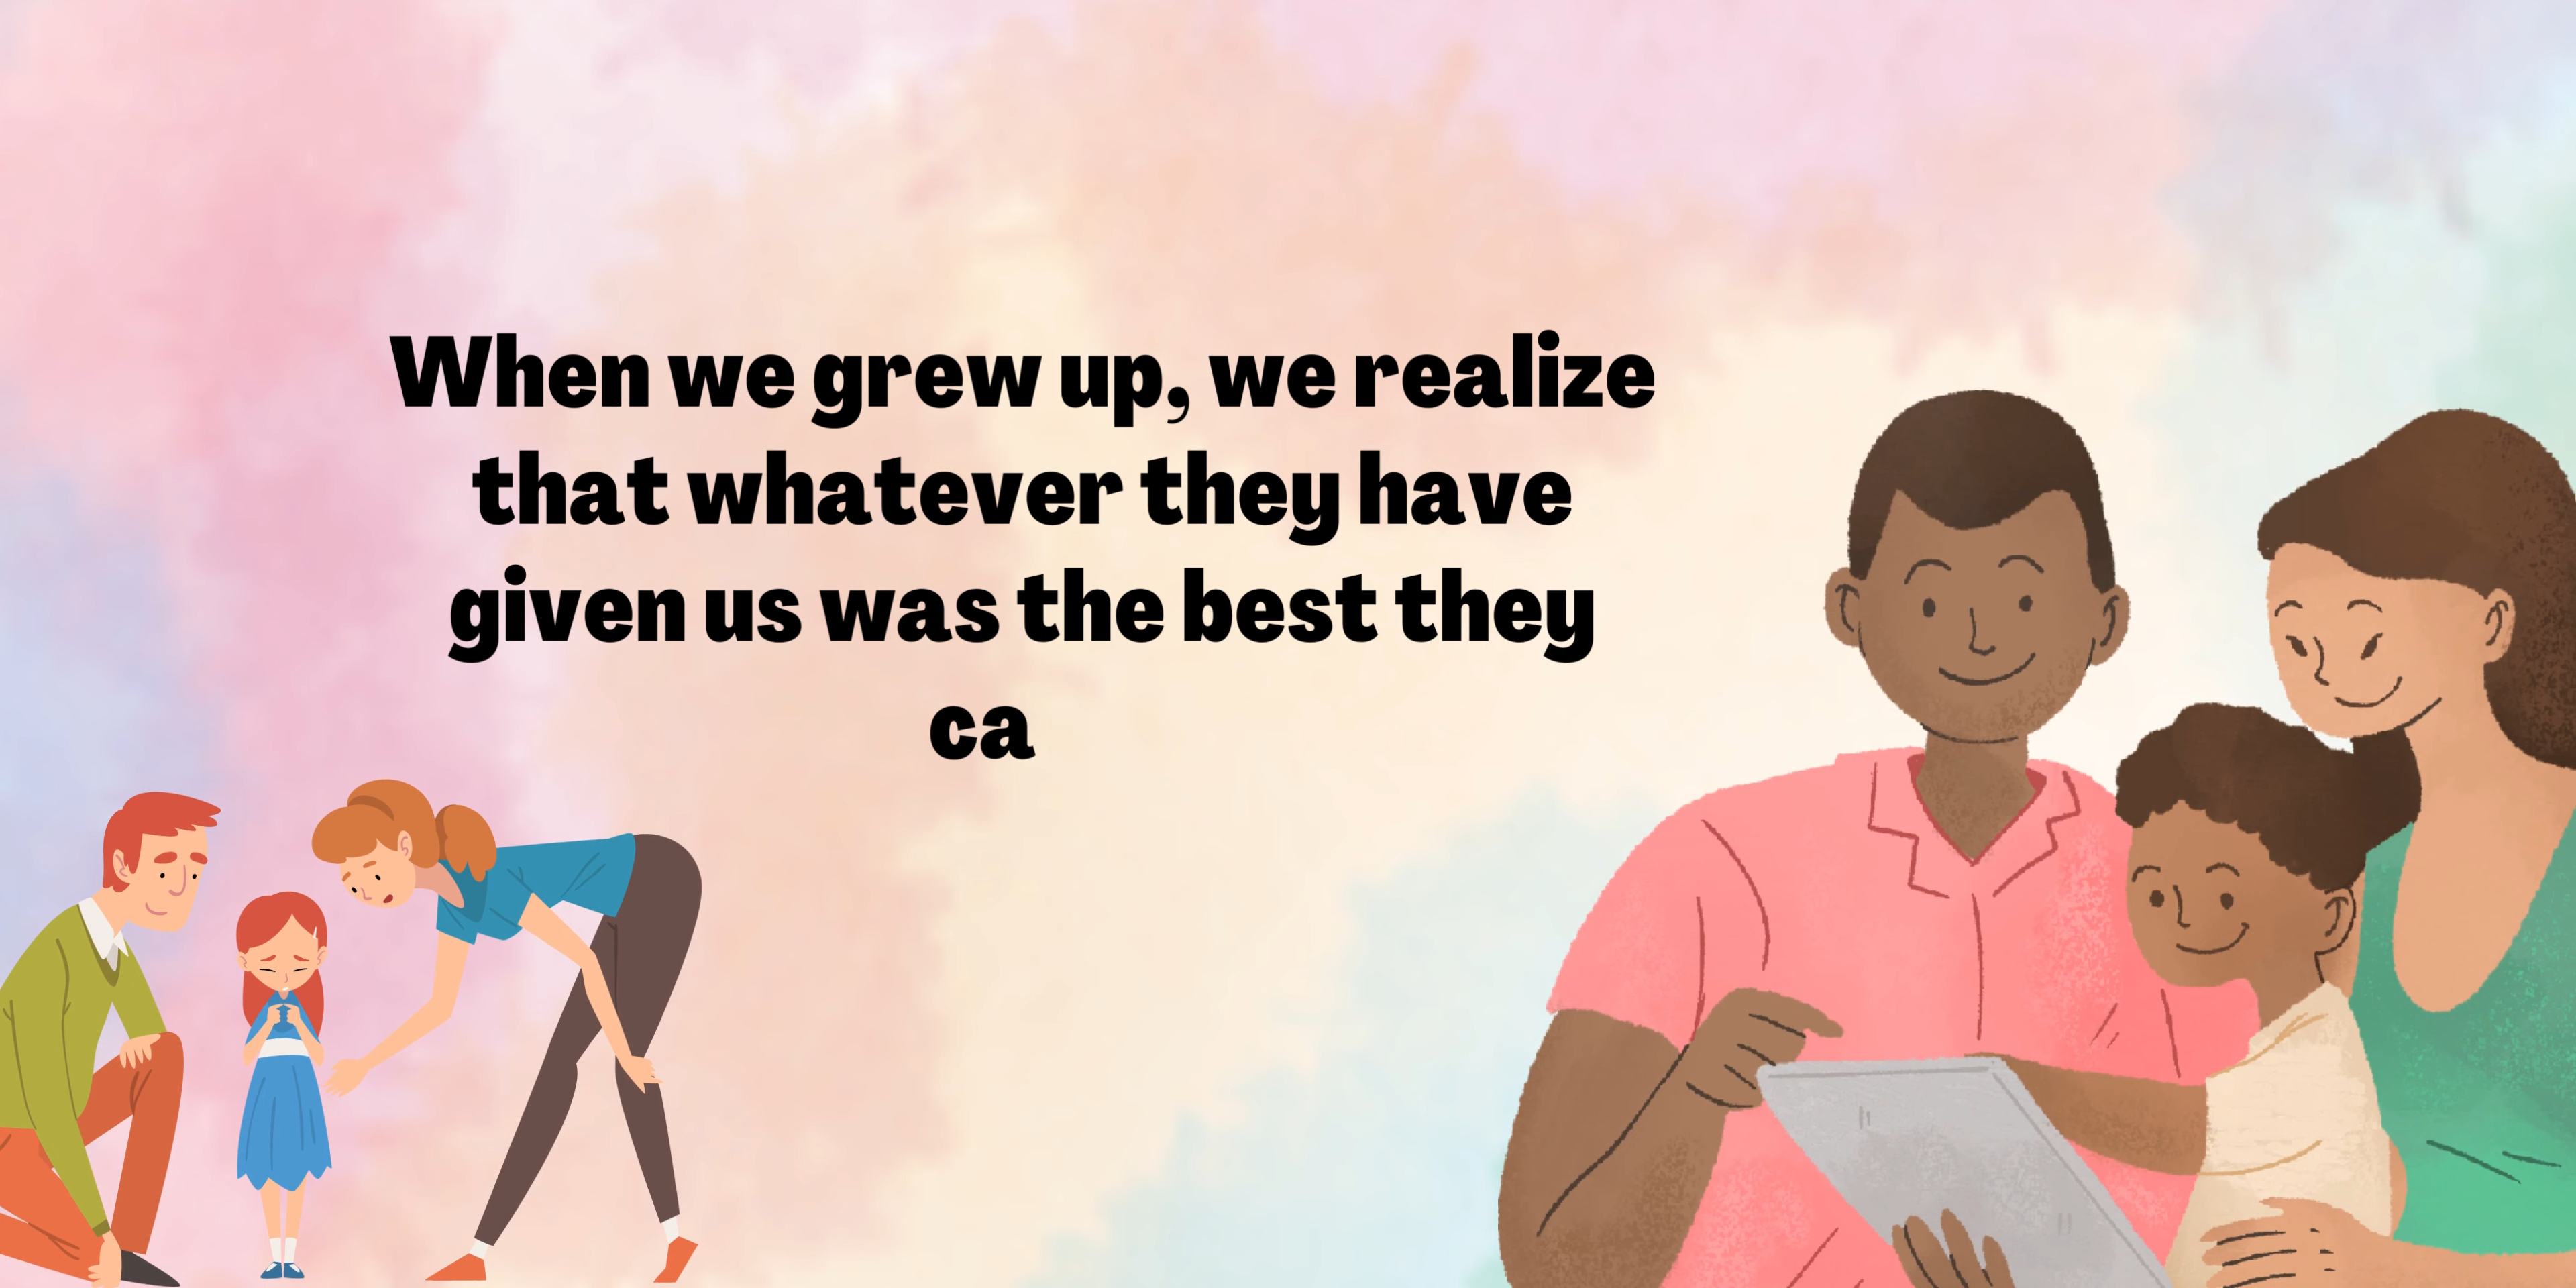 When we grew up, we realize
that whatever they have
given us was the best they
ca